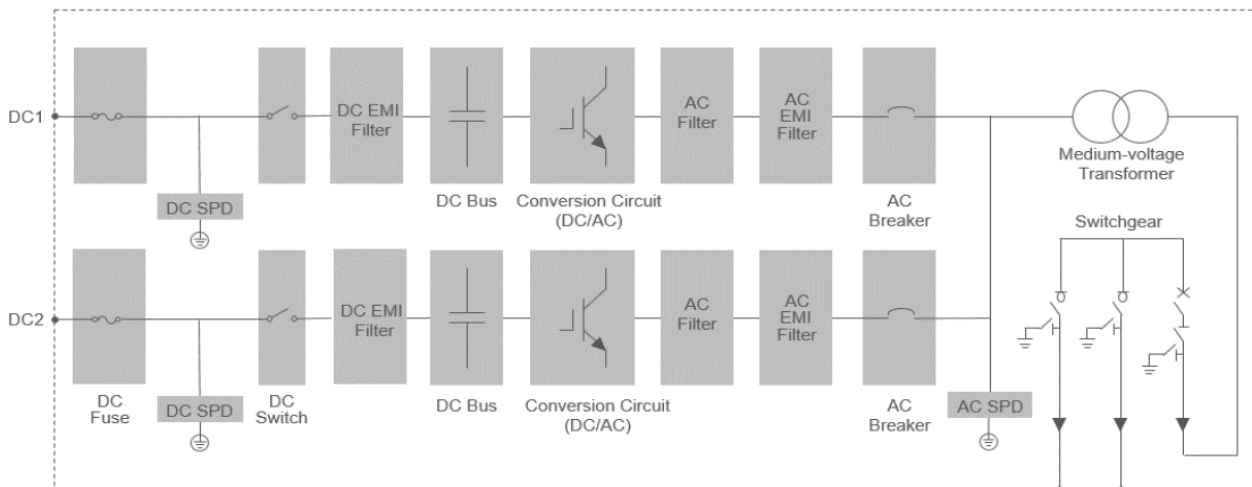 DC1
DC EMI
Filter
AC
Filter
AC
EMI
Filter
DC SPD
DC Bus
Conversion Circuit
(DC/AC)
AC
Breaker
Medium-voltage
Transformer
Switchgear
DC2
DC EMI
Filter
AC
Filter
AC
EMI
Filter
DC
Fuse
DC SPD
DC
Switch
DC Bus
Conversion Circuit
(DC/AC)
AC
Breaker
AC SPD